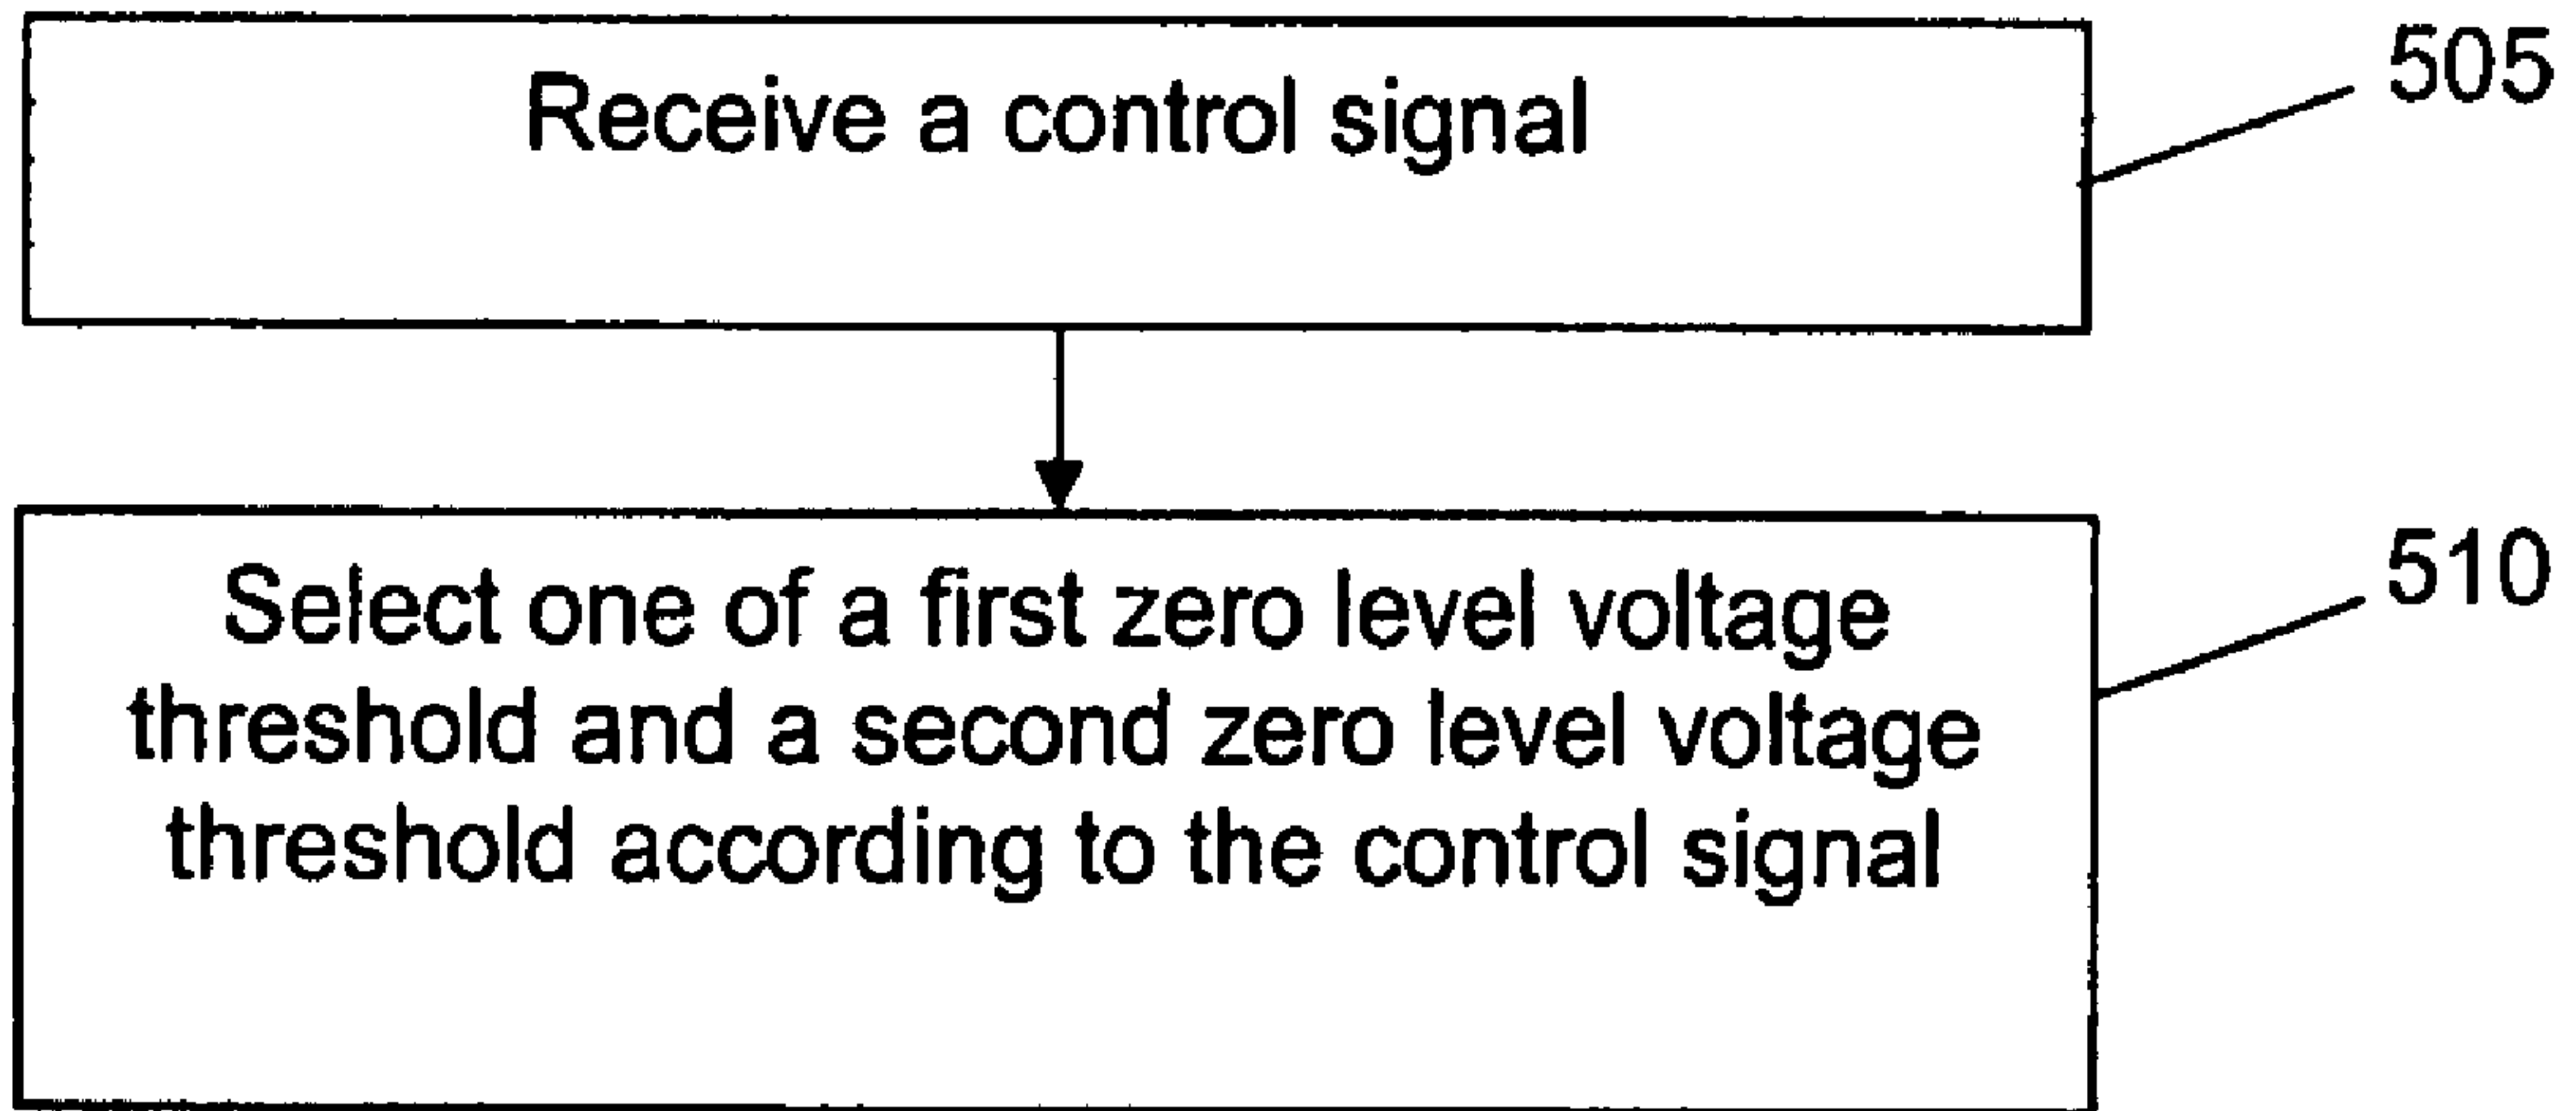 Receive a control signal
505
Select one of a first zero level voltage
threshold and a second zero level voltage
threshold according to the control signal
510